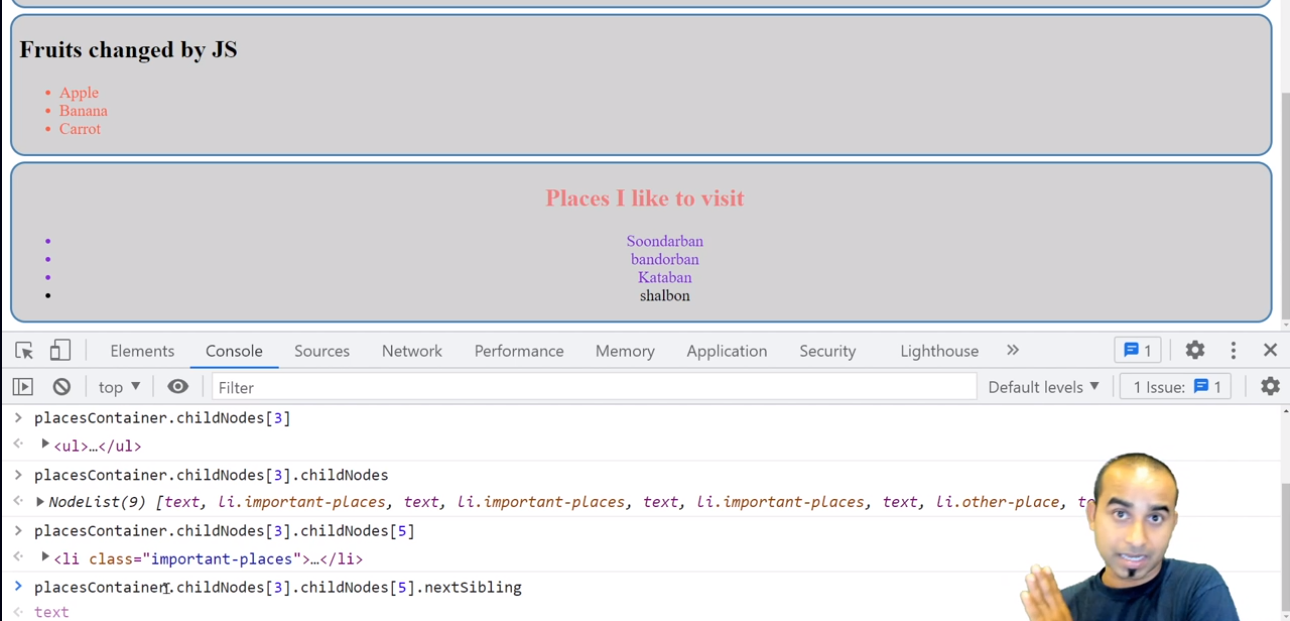 Fruits changed by JS
• Apple
• Banana
• Carrot
Places I like to visit
• Soondarban
• bandorban
• Kataban
• shalbon
Elements Console Sources Network Performance Memory Application Security Lighthouse » 1
top ▼ Filter Default levels ▼ 1 Issue: 1
> placesContainer.childNodes[3]
<ul>…</ul>
> placesContainer.childNodes[3].childNodes
NodeList(9) [text, li.important-places, text, li.important-places, text, li.important-places, text, li.other-place,
> placesContainer.childNodes[3].childNodes[5]
<li class="important-places">…</li>
> placesContainer.childNodes[3].childNodes[5].nextSibling
text